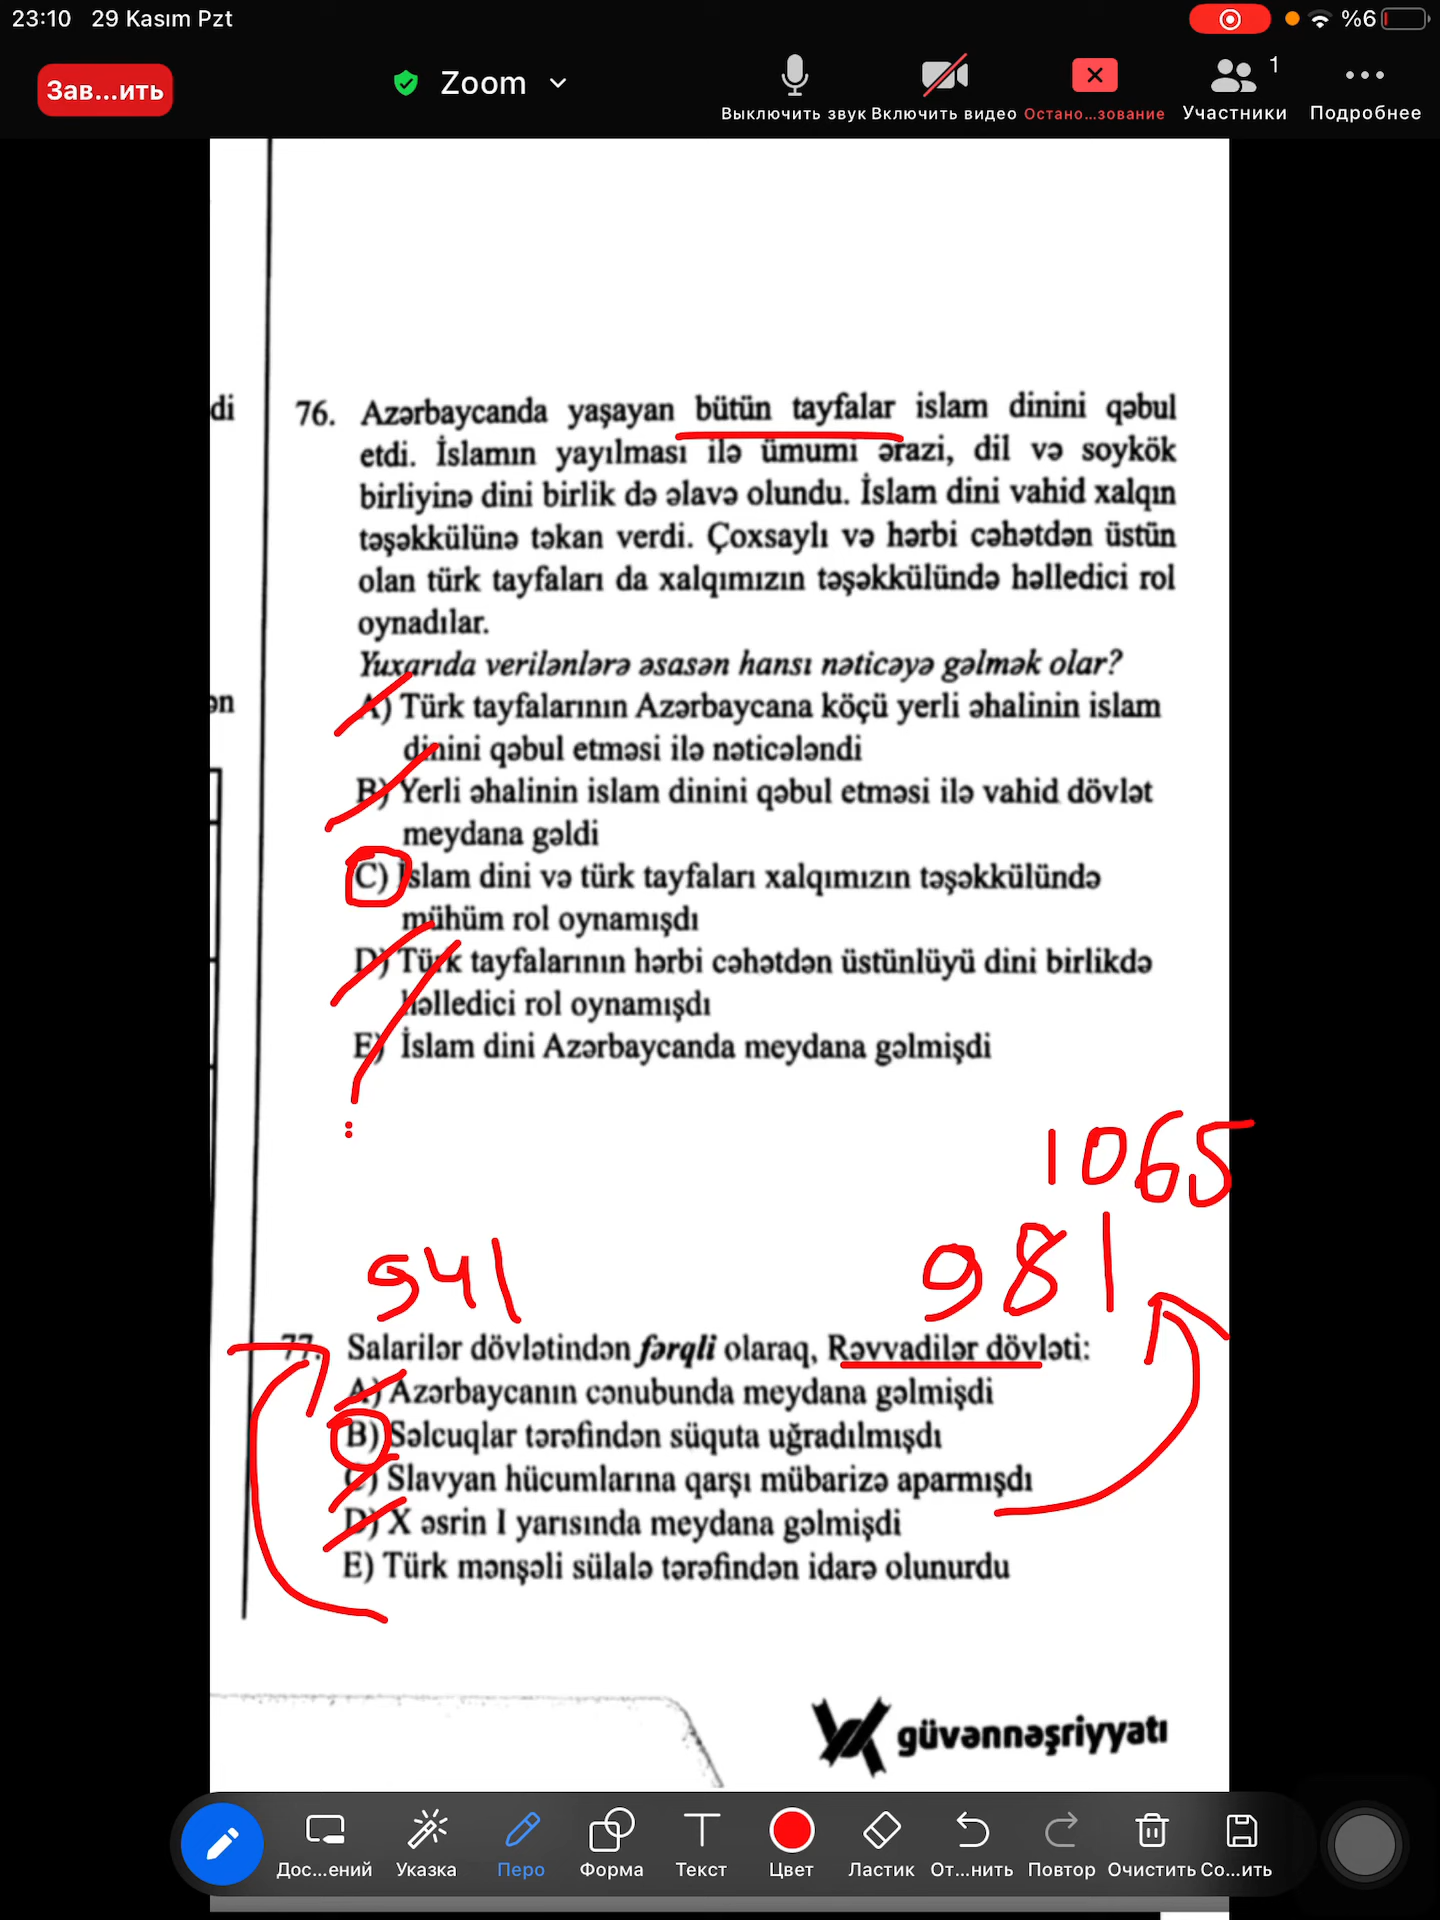 23:10 29 Kasım Pzt
%6
Зав...ить
Zoom
1
Выключить звук Включить видео Остано...зование Участники Подробнее
di
76. Azərbaycanda yaşayan bütün tayfalar islam dinini qəbul
etdi. İslamın yayılması ilə ümumi ərazi, dil və soykök
birliyinə dini birlik də əlavə olundu. İslam dini vahid xalqın
təşəkkülünə təkan verdi. Çoxsaylı və hərbi cəhətdən üstün
olan türk tayfaları da xalqımızın təşəkkülündə həlledici rol
oynadılar.
Yuxarıda verilənlərə əsasən hansı nəticəyə gəlmək olar?
ən
A) Türk tayfalarının Azərbaycana köçü yerli əhalinin islam
dinini qəbul etməsi ilə nəticələndi
B) Yerli əhalinin islam dinini qəbul etməsi ilə vahid dövlət
meydana gəldi
C) İslam dini və türk tayfaları xalqımızın təşəkkülündə
mühüm rol oynamışdı
D) Türk tayfalarının hərbi cəhətdən üstünlüyü dini birlikdə
həlledici rol oynamışdı
E) İslam dini Azərbaycanda meydana gəlmişdi
1065
941 981
77. Salarilər dövlətindən fərqli olaraq, Rəvvadilər dövləti:
A) Azərbaycanın cənubunda meydana gəlmişdi
B) Səlcuqlar tərəfindən süquta uğradılmışdı
C) Slavyan hücumlarına qarşı mübarizə aparmışdı
D) X əsrin I yarısında meydana gəlmişdi
E) Türk mənşəli sülalə tərəfindən idarə olunurdu
güvənnəşriyyatı
Дос...ений Указка Перо Форма Текст Цвет Ластик От...нить Повтор Очистить Со...ить